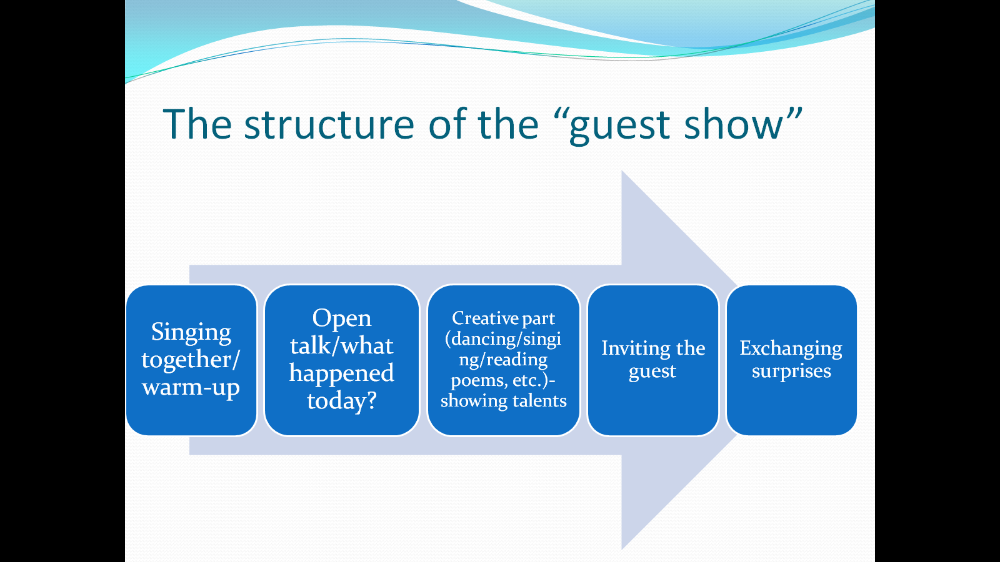 The structure of the “guest show”
Singing
together/
warm-up
Open
talk/what
happened
today?
Creative part
(dancing/singi
ng/reading
poems, etc.)-
showing talents
Inviting the
guest
Exchanging
surprises